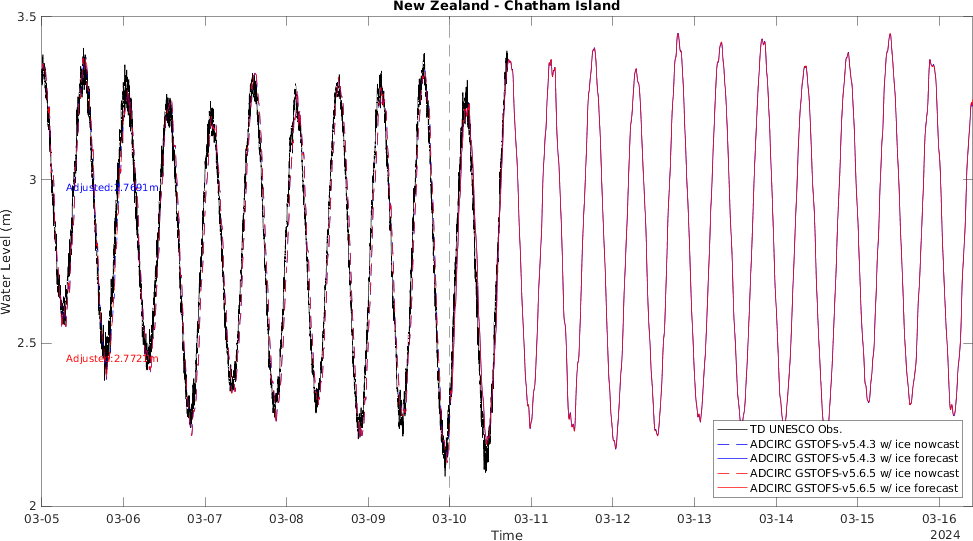 New Zealand - Chatham Island
3.5
3
2.5
2
Water Level (m)
Adjusted:2.7691m
Adjusted:2.7721m
TD UNESCO Obs.
ADCIRC GSTOFS-v5.4.3 w/ ice nowcast
ADCIRC GSTOFS-v5.4.3 w/ ice forecast
ADCIRC GSTOFS-v5.6.5 w/ ice nowcast
ADCIRC GSTOFS-v5.6.5 w/ ice forecast
03-05 03-06 03-07 03-08 03-09 03-10 03-11 03-12 03-13 03-14 03-15 03-16
Time
2024